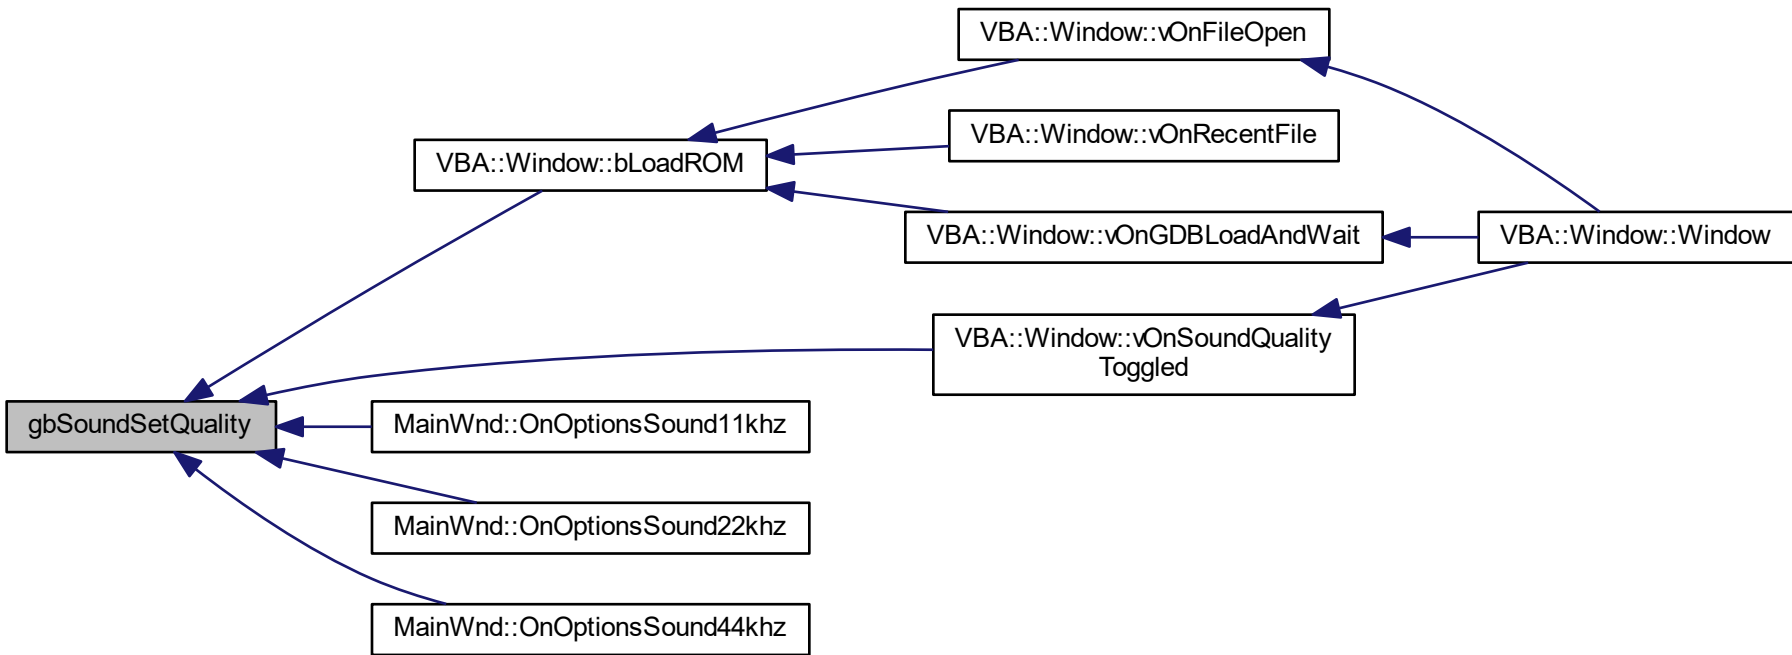 VBA::Window::vOnFileOpen
VBA::Window::vOnRecentFile
VBA::Window::bLoadROM
VBA::Window::vOnGDBLoadAndWait
VBA::Window::Window
VBA::Window::vOnSoundQuality
Toggled
gbSoundSetQuality
MainWnd::OnOptionsSound11khz
MainWnd::OnOptionsSound22khz
MainWnd::OnOptionsSound44khz